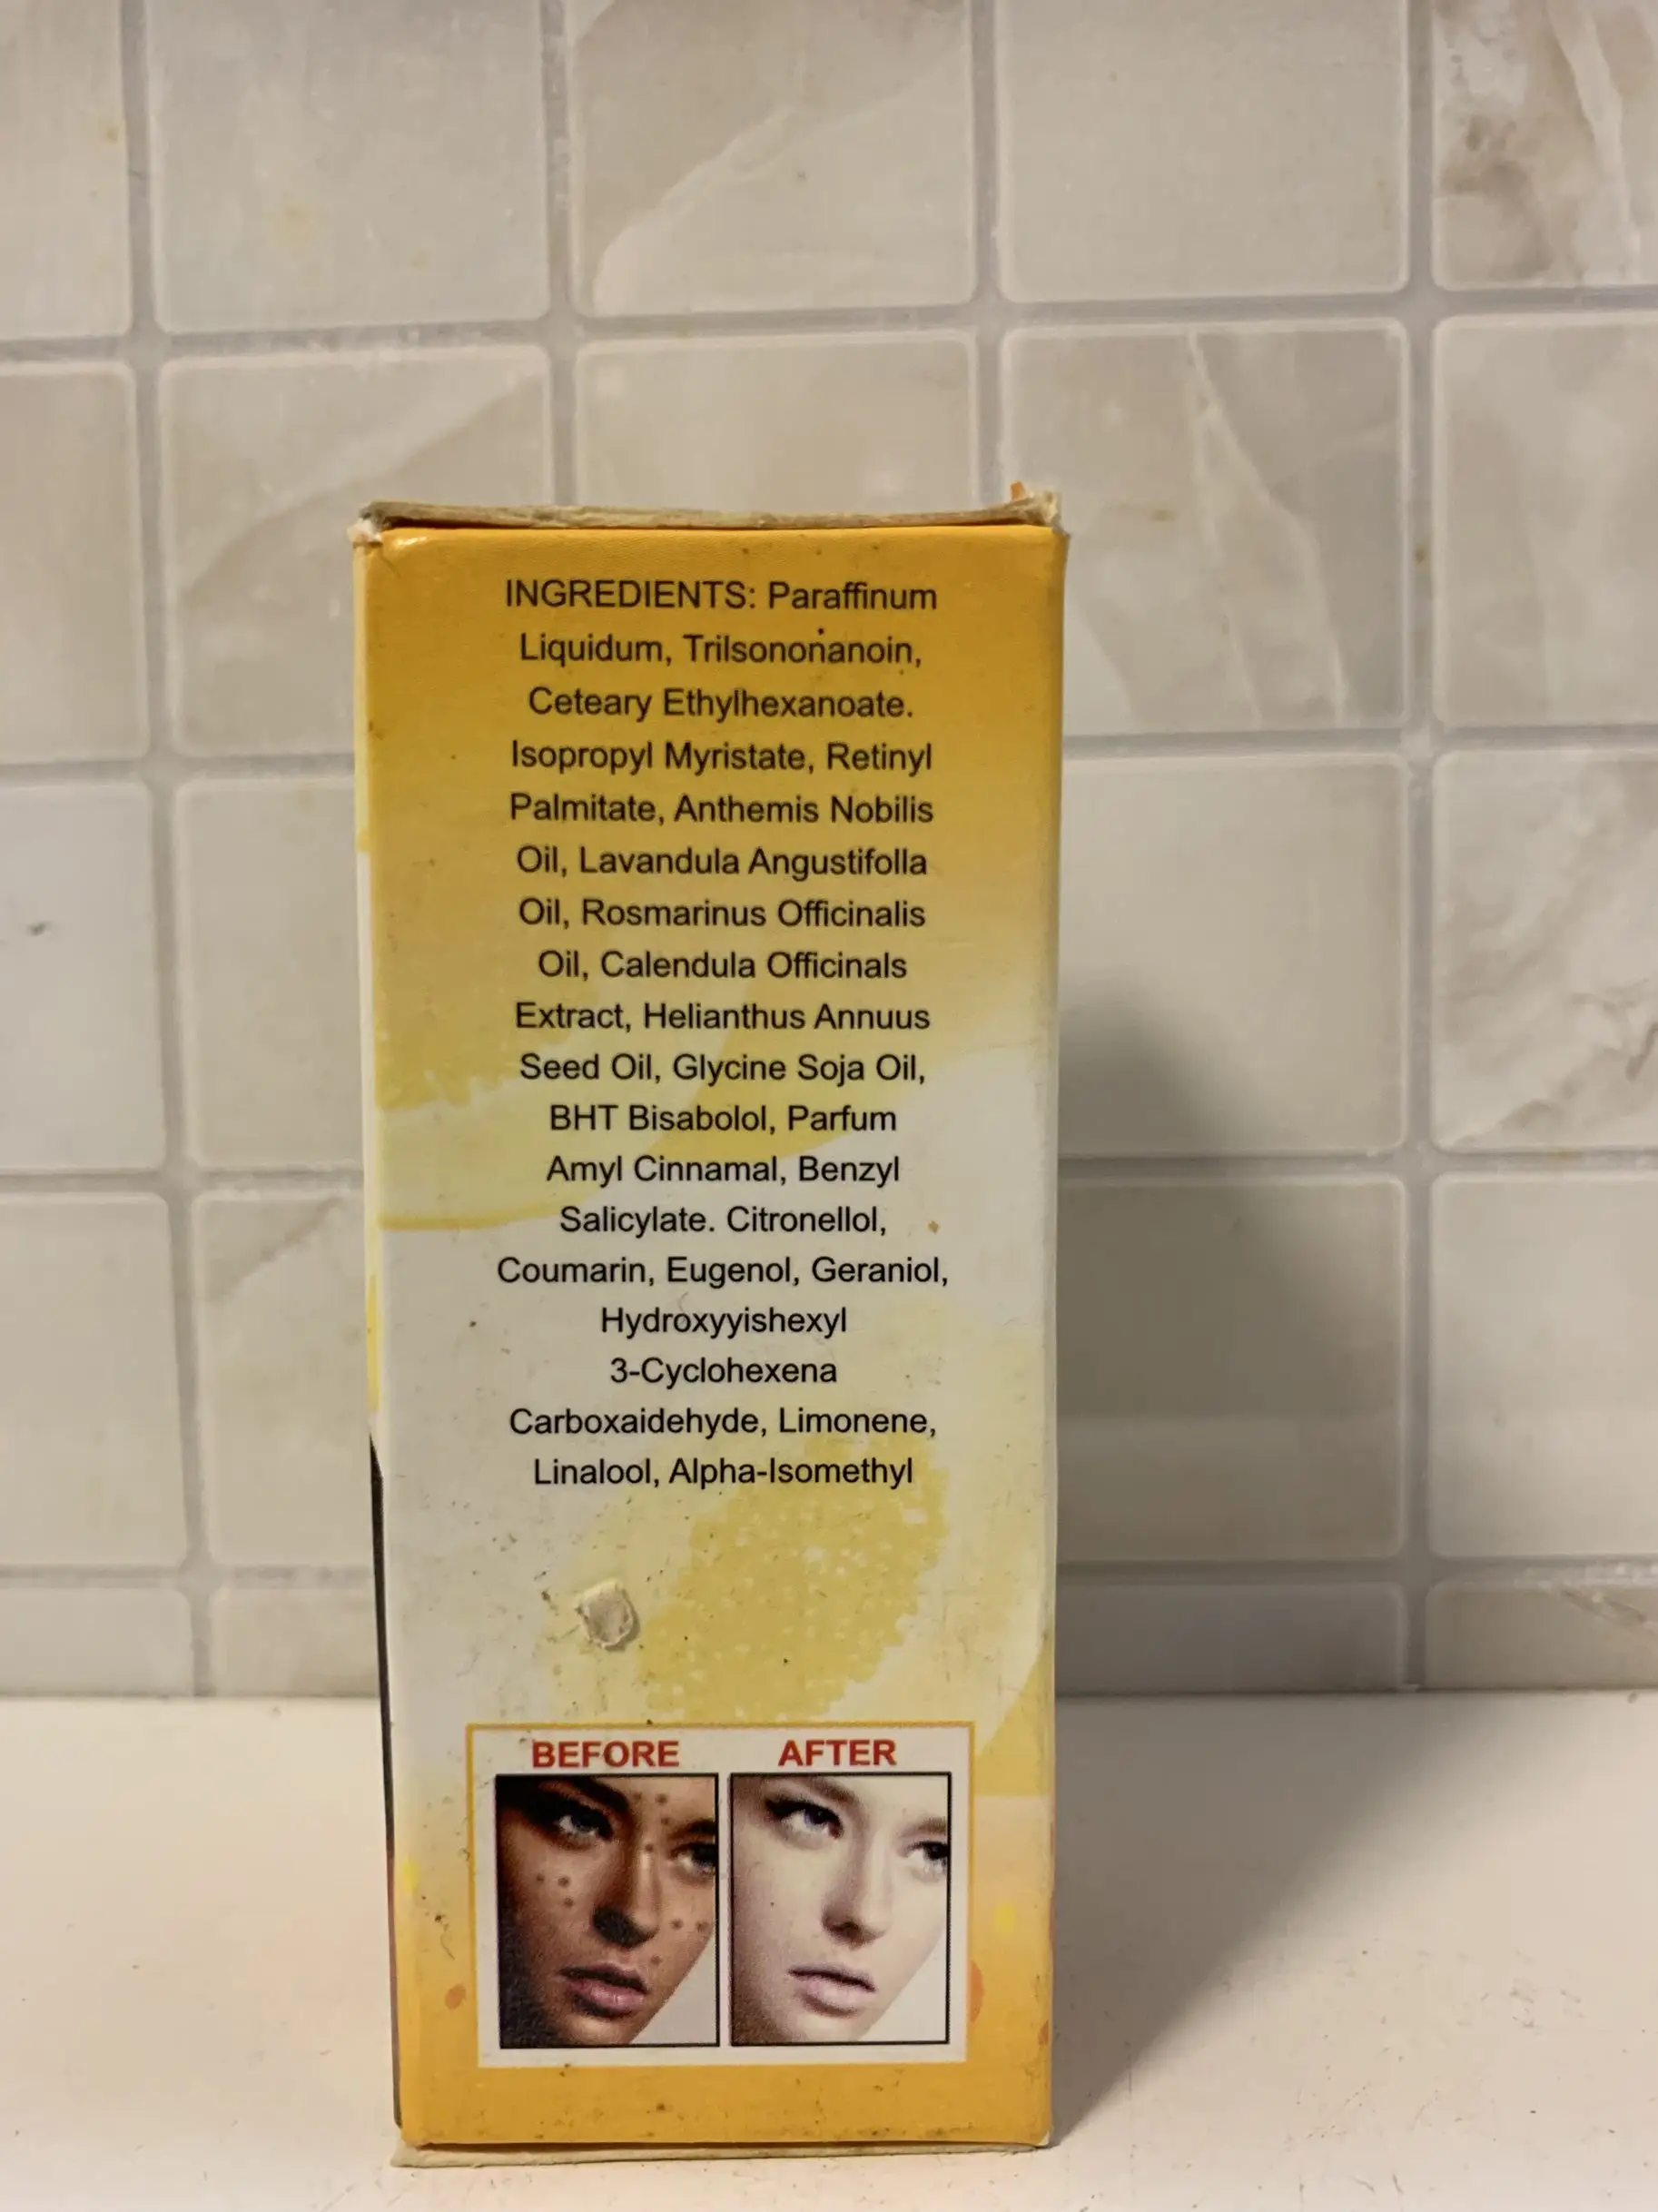 INGREDIENTS: Paraffinum
Liquidum, Trilsononanoin,
Ceteary Ethylhexanoate.
Isopropyl Myristate, Retinyl
Palmitate, Anthemis Nobilis
Oil, Lavandula Angustifolla
Oil, Rosmarinus Officinalis
Oil, Calendula Officinals
Extract, Helianthus Annuus
Seed Oil, Glycine Soja Oil,
BHT Bisabolol, Parfum
Amyl Cinnamal, Benzyl
Salicylate. Citronellol,
Coumarin, Eugenol, Geraniol,
Hydroxyyishexyl
3-Cyclohexena
Carboxaidehyde, Limonene,
Linalool, Alpha-Isomethyl
BEFORE AFTER